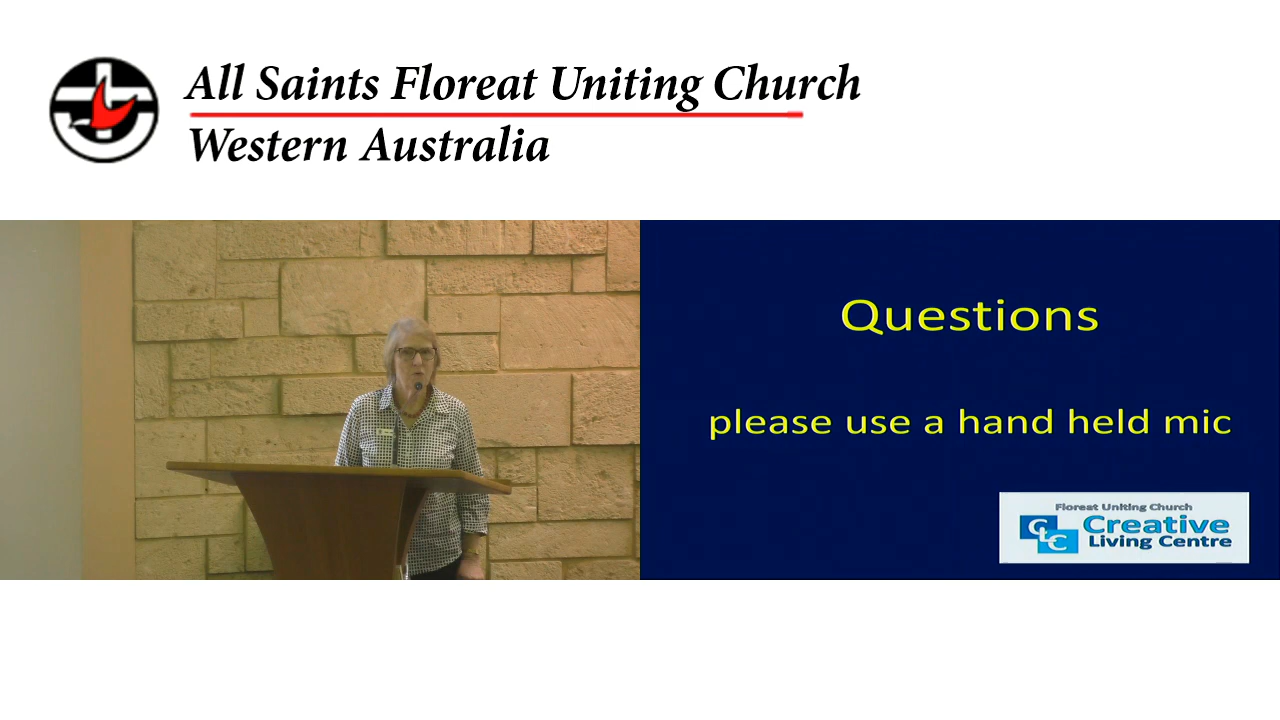 All Saints Floreat Uniting Church
Western Australia
Questions
please use a hand held mic
Floreat Uniting Church
CLC
Creative
Living Centre